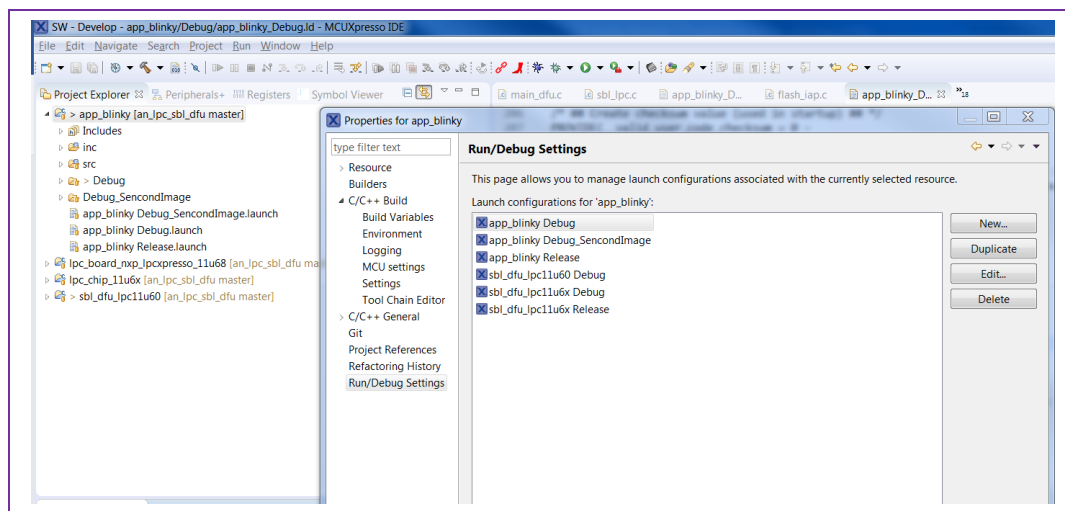 SW - Develop - app_blinky/Debug/app_blinky_Debug.ld - MCUXpresso IDE
File Edit Navigate Search Project Run Window Help
Project Explorer Peripherals+ Registers Symbol Viewer
main_dfu.c sbl_lpc.c app_blinky_D... flash_iap.c app_blinky_D... »18
> app_blinky [an_lpc_sbl_dfu master]
Includes
inc
src
> Debug
Debug_SencondImage
app_blinky Debug_SencondImage.launch
app_blinky Debug.launch
app_blinky Release.launch
lpc_board_nxp_lpcxpresso_11u68 [an_lpc_sbl_dfu ma
lpc_chip_11u6x [an_lpc_sbl_dfu master]
> sbl_dfu_lpc11u60 [an_lpc_sbl_dfu master]
Properties for app_blinky
type filter text
Resource
Builders
C/C++ Build
Build Variables
Environment
Logging
MCU settings
Settings
Tool Chain Editor
C/C++ General
Git
Project References
Refactoring History
Run/Debug Settings
Run/Debug Settings
This page allows you to manage launch configurations associated with the currently selected resource.
Launch configurations for 'app_blinky':
app_blinky Debug
app_blinky Debug_SencondImage
app_blinky Release
sbl_dfu_lpc11u60 Debug
sbl_dfu_lpc11u6x Debug
sbl_dfu_lpc11u6x Release
New...
Duplicate
Edit...
Delete